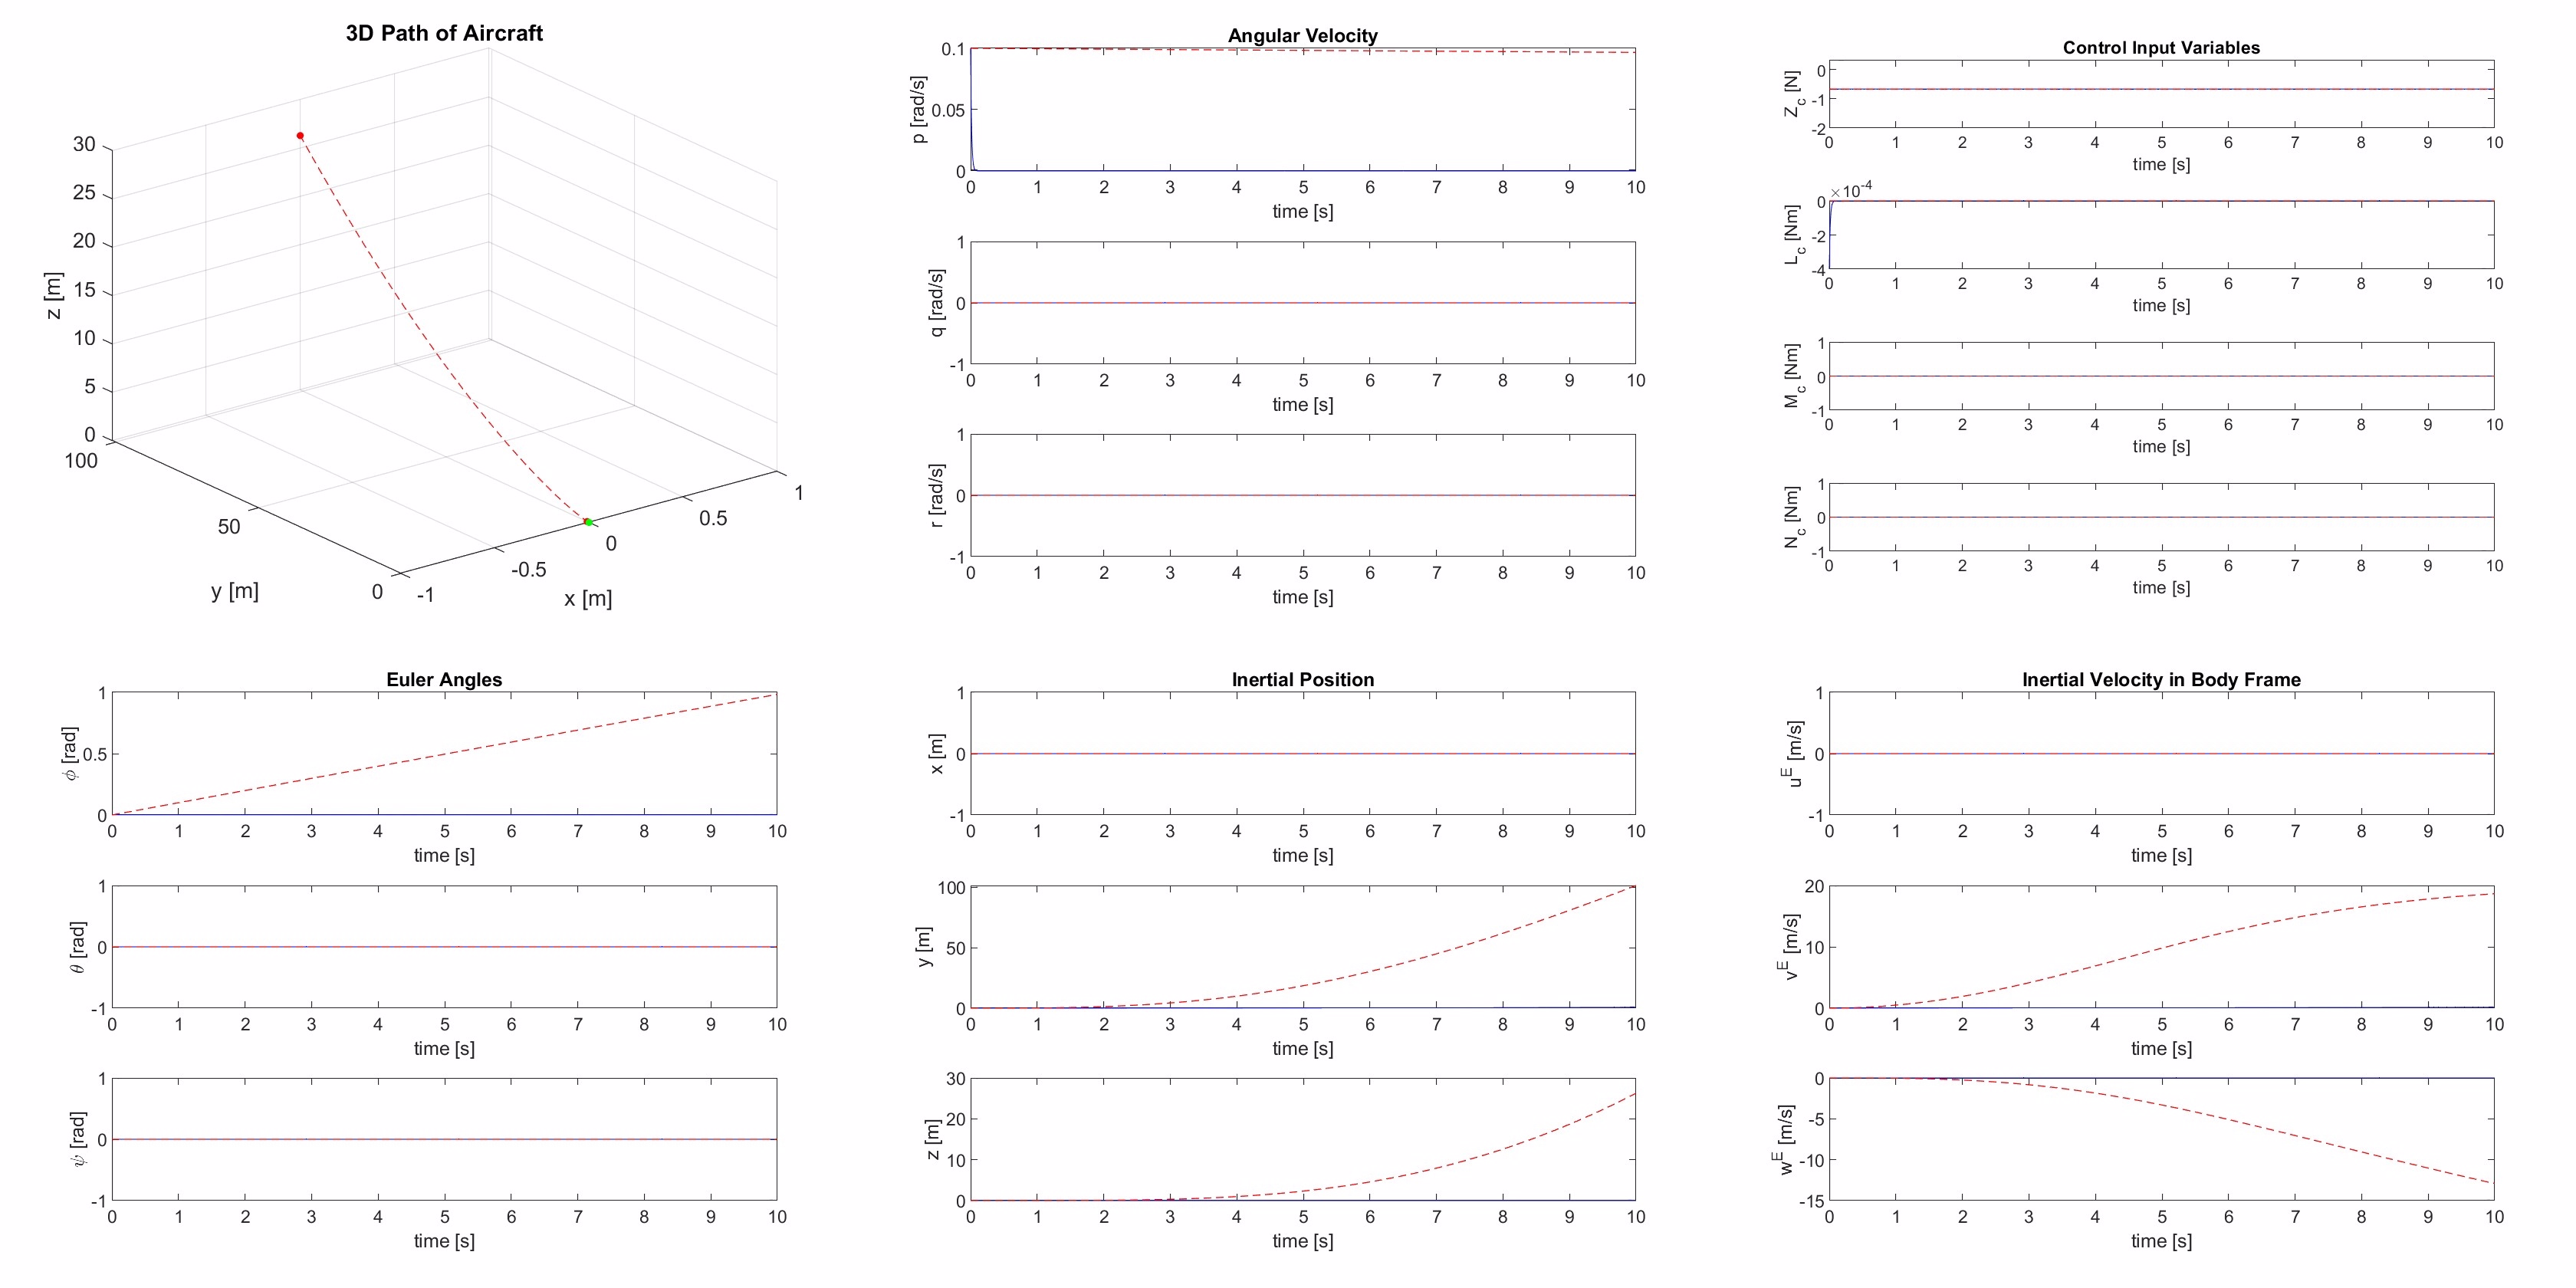 3D Path of Aircraft
30
25
20
15
10
5
0
z [m]
100
50
0
y [m]
-1
-0.5
0
0.5
1
x [m]
Angular Velocity
0.1
0.05
0
p [rad/s]
0 1 2 3 4 5 6 7 8 9 10
time [s]
1
0
-1
q [rad/s]
0 1 2 3 4 5 6 7 8 9 10
time [s]
1
0
-1
r [rad/s]
0 1 2 3 4 5 6 7 8 9 10
time [s]
Control Input Variables
0
-1
-2
Z_c [N]
0 1 2 3 4 5 6 7 8 9 10
time [s]
×10^-4
0
-2
-4
L_c [Nm]
0 1 2 3 4 5 6 7 8 9 10
time [s]
1
0
-1
M_c [Nm]
0 1 2 3 4 5 6 7 8 9 10
time [s]
1
0
-1
N_c [Nm]
0 1 2 3 4 5 6 7 8 9 10
time [s]
Euler Angles
1
0.5
0
ϕ [rad]
0 1 2 3 4 5 6 7 8 9 10
time [s]
1
0
-1
θ [rad]
0 1 2 3 4 5 6 7 8 9 10
time [s]
1
0
-1
ψ [rad]
0 1 2 3 4 5 6 7 8 9 10
time [s]
Inertial Position
1
0
-1
x [m]
0 1 2 3 4 5 6 7 8 9 10
time [s]
100
50
0
y [m]
0 1 2 3 4 5 6 7 8 9 10
time [s]
30
20
10
0
z [m]
0 1 2 3 4 5 6 7 8 9 10
time [s]
Inertial Velocity in Body Frame
1
0
-1
u^E [m/s]
0 1 2 3 4 5 6 7 8 9 10
time [s]
20
10
0
v^E [m/s]
0 1 2 3 4 5 6 7 8 9 10
time [s]
0
-5
-10
-15
w^E [m/s]
0 1 2 3 4 5 6 7 8 9 10
time [s]